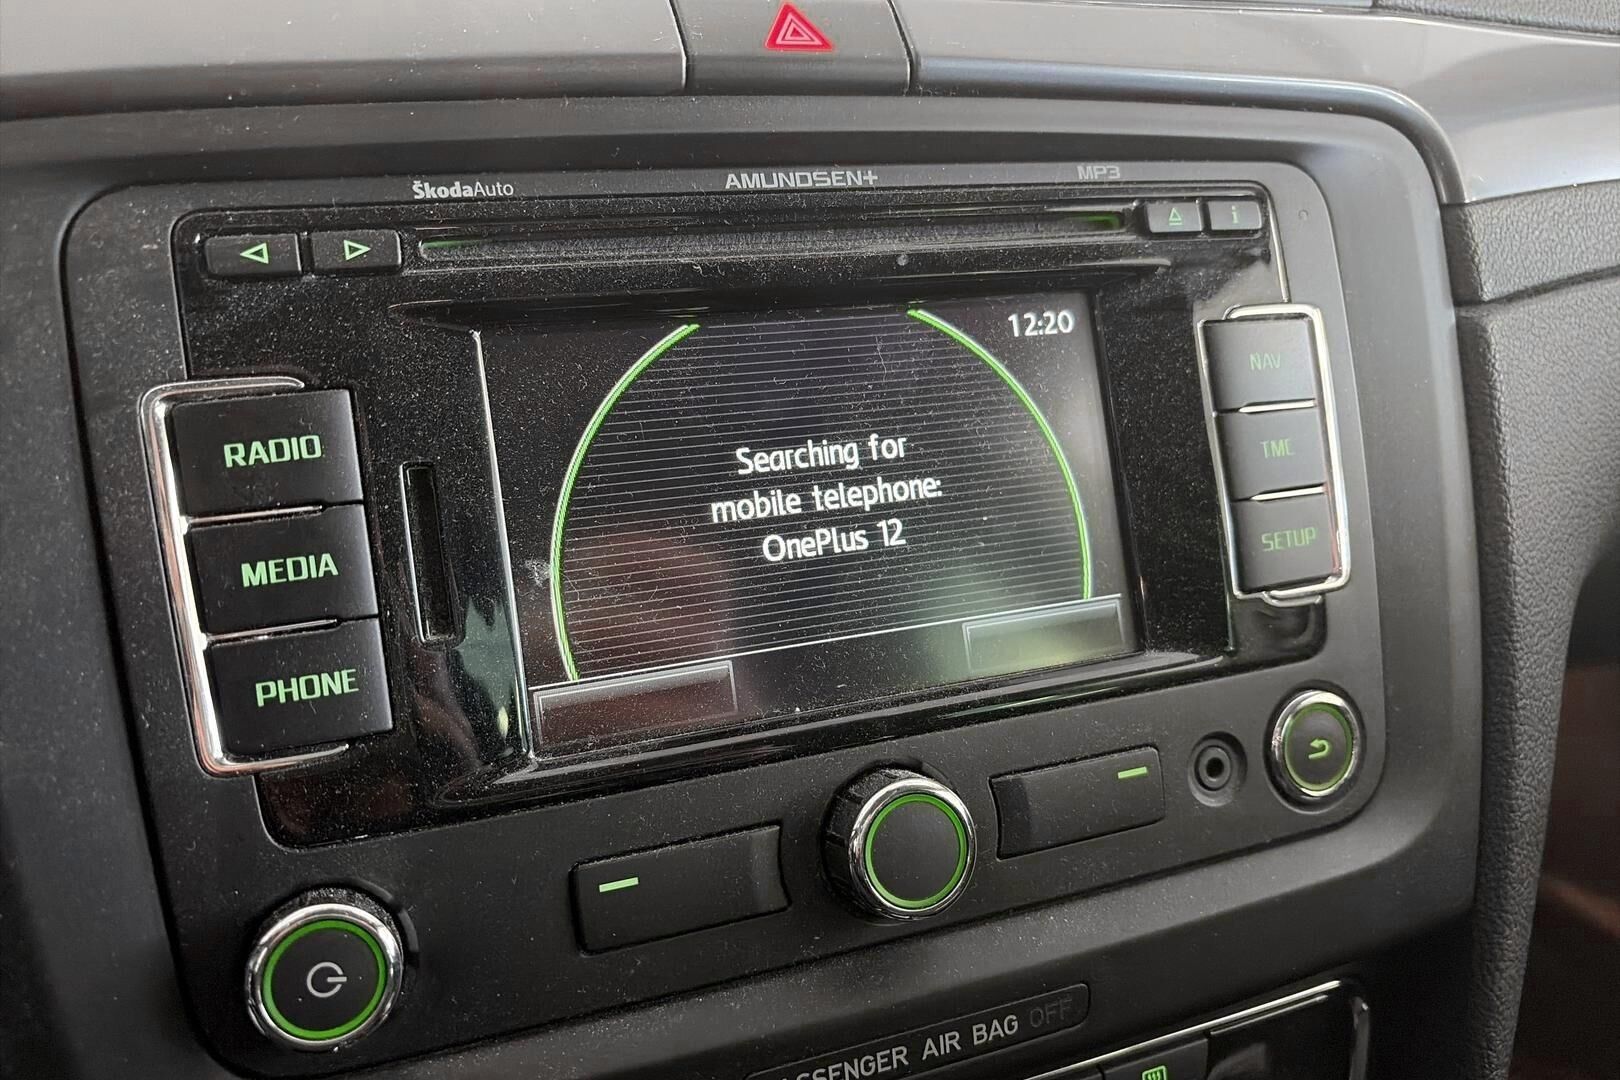 ŠkodaAuto
AMUNDSEN+
MP3
i
12:20
RADIO
MEDIA
PHONE
Searching for
mobile telephone:
OnePlus 12
NAV
TMC
SETUP
PASSENGER AIR BAG OFF